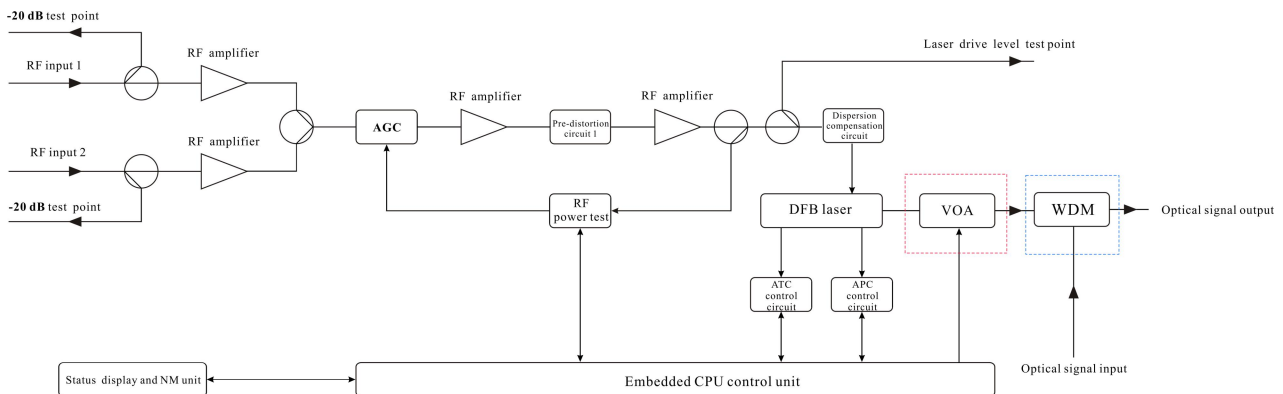 -20 dB test point
RF amplifier
RF input 1
Laser drive level test point
RF amplifier
RF amplifier
AGC
Pre-distortion
circuit 1
Dispersion
compensation
circuit
RF amplifier
RF input 2
-20 dB test point
RF
power test
DFB laser
VOA
WDM
Optical signal output
ATC
control
circuit
APC
control
circuit
Status display and NM unit
Embedded CPU control unit
Optical signal input